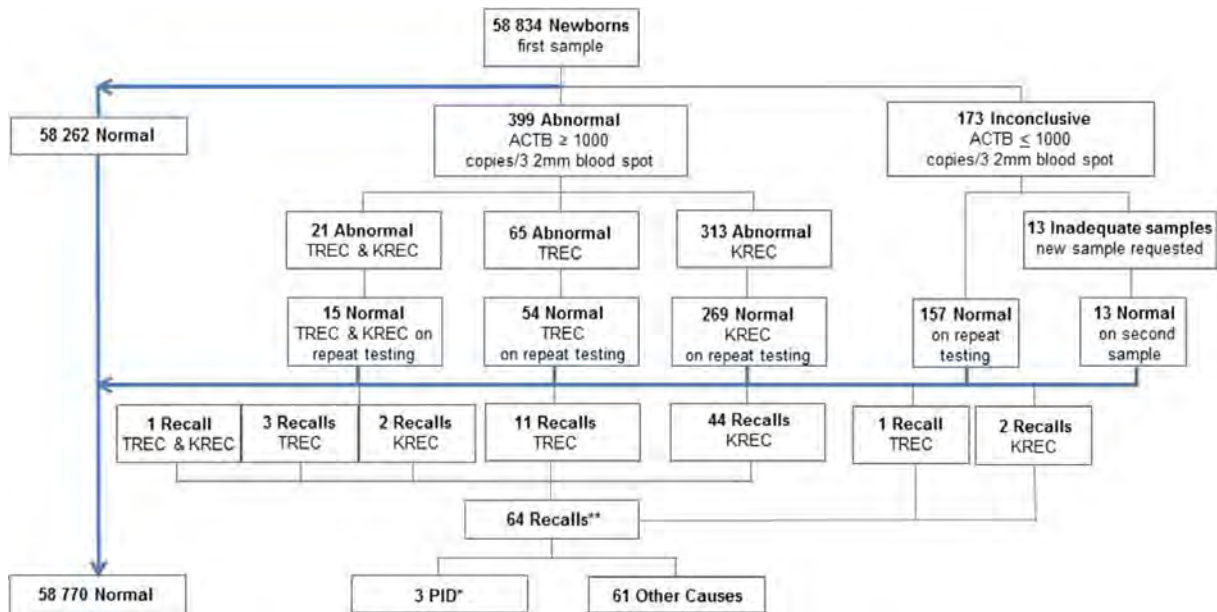 58 834 Newborns
first sample
58 262 Normal
399 Abnormal
ACTB ≥ 1000
copies/3 2mm blood spot
173 Inconclusive
ACTB ≤ 1000
copies/3 2mm blood spot
21 Abnormal
TREC & KREC
65 Abnormal
TREC
313 Abnormal
KREC
13 Inadequate samples
new sample requested
15 Normal
TREC & KREC on
repeat testing
54 Normal
TREC
on repeat testing
269 Normal
KREC
on repeat testing
157 Normal
on repeat
testing
13 Normal
on second
sample
1 Recall
TREC & KREC
3 Recalls
TREC
2 Recalls
KREC
11 Recalls
TREC
44 Recalls
KREC
1 Recall
TREC
2 Recalls
KREC
64 Recalls**
58 770 Normal
3 PID*
61 Other Causes